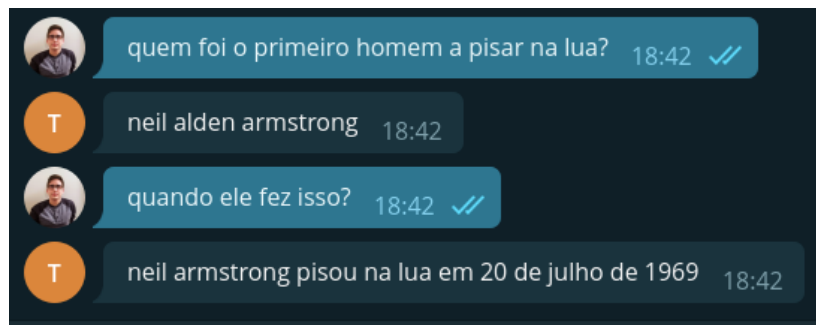 quem foi o primeiro homem a pisar na lua? 18:42
T
neil alden armstrong 18:42
quando ele fez isso? 18:42
T
neil armstrong pisou na lua em 20 de julho de 1969 18:42